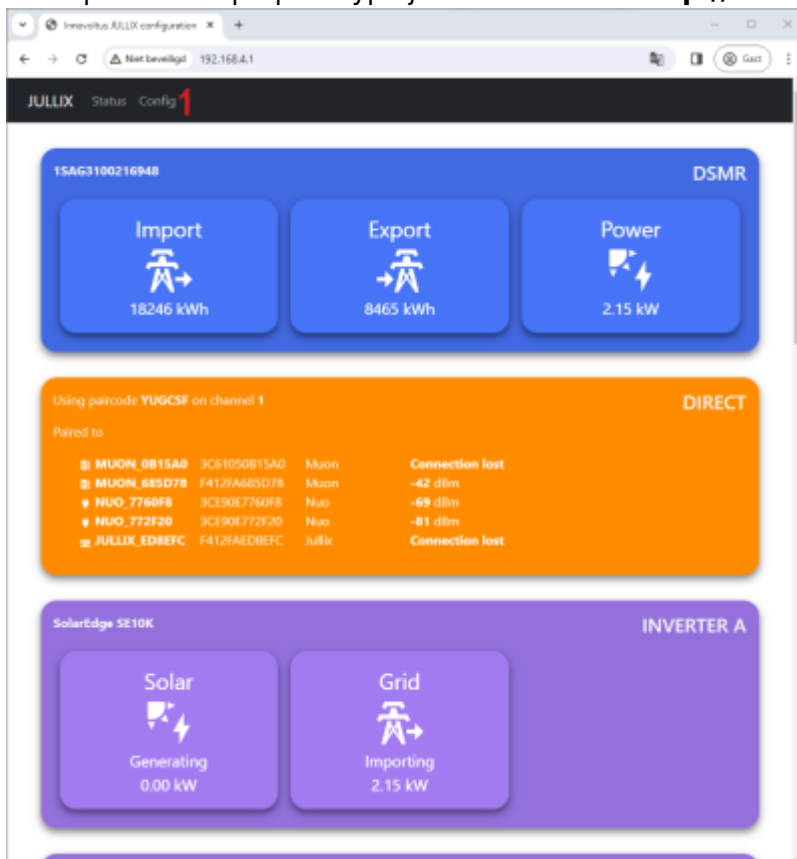 Innovoltus JULLIX configuration
Niet beveiligd 192.168.4.1
Gast
JULLIX Status Config 1
1SAG3100216948
DSMR
Import Export Power
18246 kWh 8465 kWh 2.15 kW
Using paircode YUGCSF on channel 1
DIRECT
Paired to
MUON_0B15A0 3C61050B15A0 Muon Connection lost
MUON_685D78 F412FA685D78 Muon -42 dBm
NUO_7760F8 3CE90E7760F8 Nuo -69 dBm
NUO_772F20 3CE90E772F20 Nuo -81 dBm
JULLIX_ED8EFC F412FAED8EFC Jullix Connection lost
SolarEdge SE10K
INVERTER A
Solar Grid
Generating Importing
0.00 kW 2.15 kW